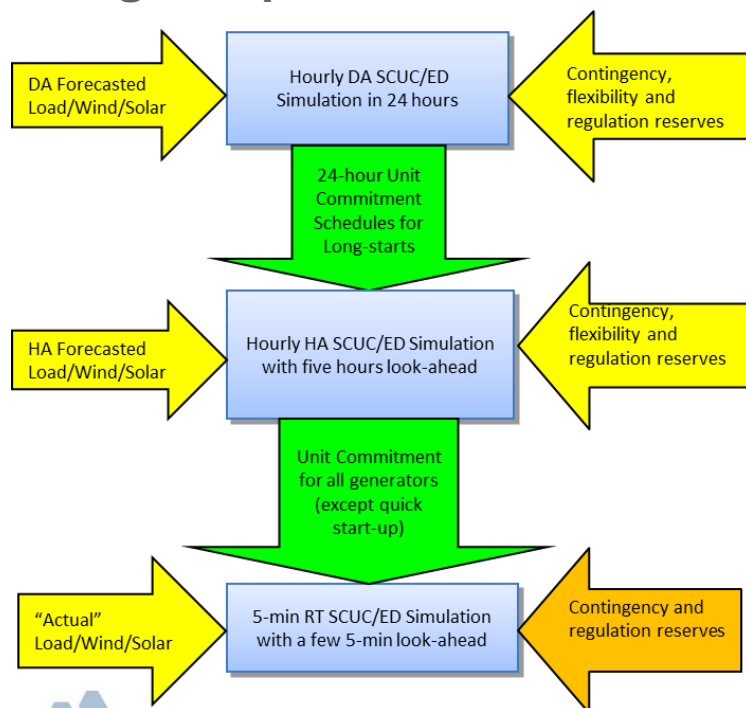 DA Forecasted
Load/Wind/Solar
Hourly DA SCUC/ED
Simulation in 24 hours
Contingency,
flexibility and
regulation reserves
24-hour Unit
Commitment
Schedules for
Long-starts
HA Forecasted
Load/Wind/Solar
Hourly HA SCUC/ED Simulation
with five hours look-ahead
Contingency,
flexibility and
regulation reserves
Unit Commitment
for all generators
(except quick
start-up)
“Actual”
Load/Wind/Solar
5-min RT SCUC/ED Simulation
with a few 5-min look-ahead
Contingency and
regulation reserves